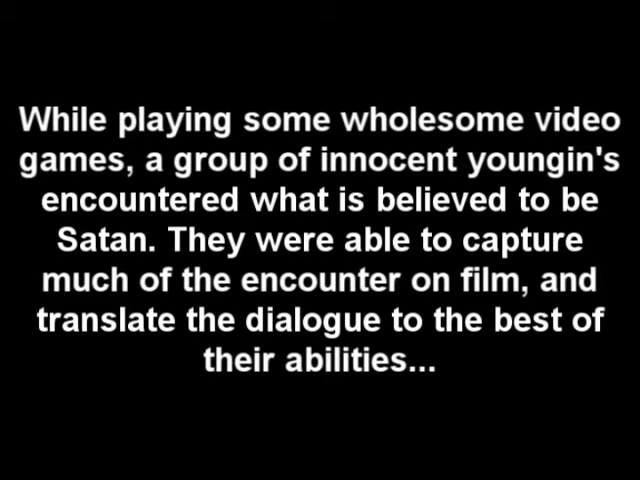 While playing some wholesome video
games, a group of innocent youngin's
encountered what is believed to be
Satan. They were able to capture
much of the encounter on film, and
translate the dialogue to the best of
their abilities...